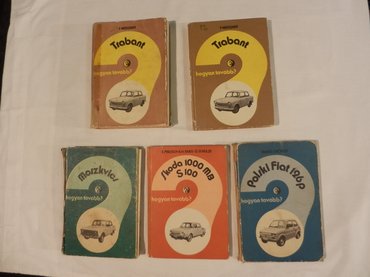 Trabant
hogyan tovább?
Trabant
hogyan tovább?
Moszkvics
hogyan tovább?
Skoda 1000 MB
S 100
hogyan tovább?
Polski Fiat 126P
hogyan tovább?